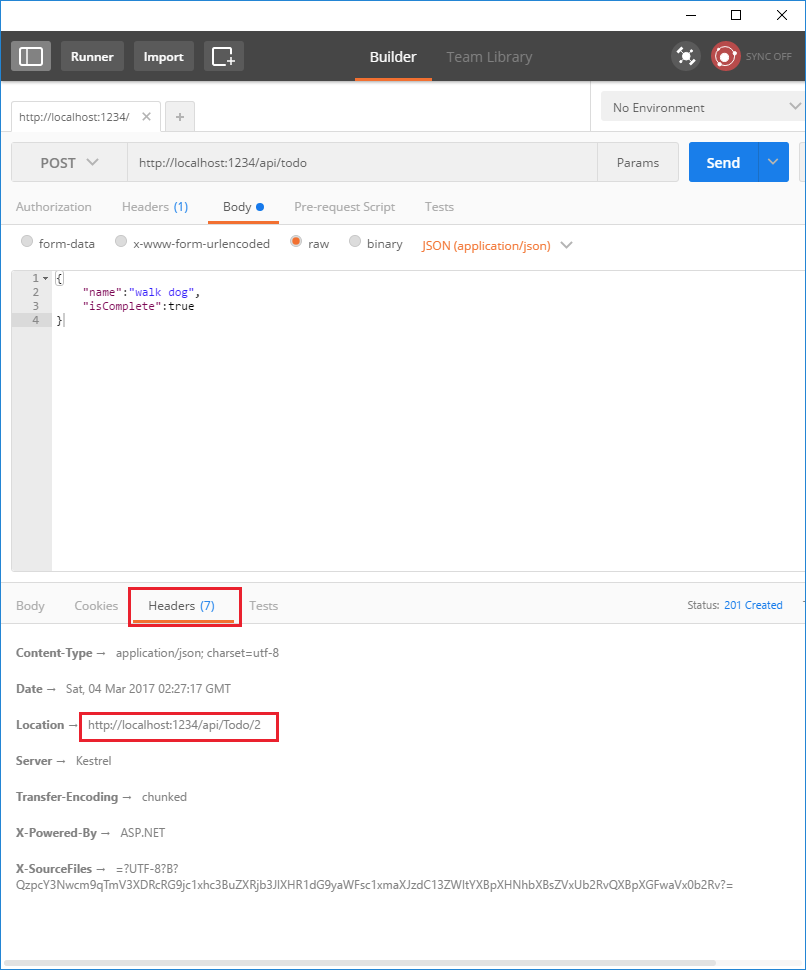 Runner Import Builder Team Library SYNC OFF
http://localhost:1234/ No Environment
POST http://localhost:1234/api/todo Params Send
Authorization Headers (1) Body Pre-request Script Tests
form-data x-www-form-urlencoded raw binary JSON (application/json)
1 {
2 "name":"walk dog",
3 "isComplete":true
4 }
Body Cookies Headers (7) Tests Status: 201 Created
Content-Type → application/json; charset=utf-8
Date → Sat, 04 Mar 2017 02:27:17 GMT
Location → http://localhost:1234/api/Todo/2
Server → Kestrel
Transfer-Encoding → chunked
X-Powered-By → ASP.NET
X-SourceFiles → =?UTF-8?B?